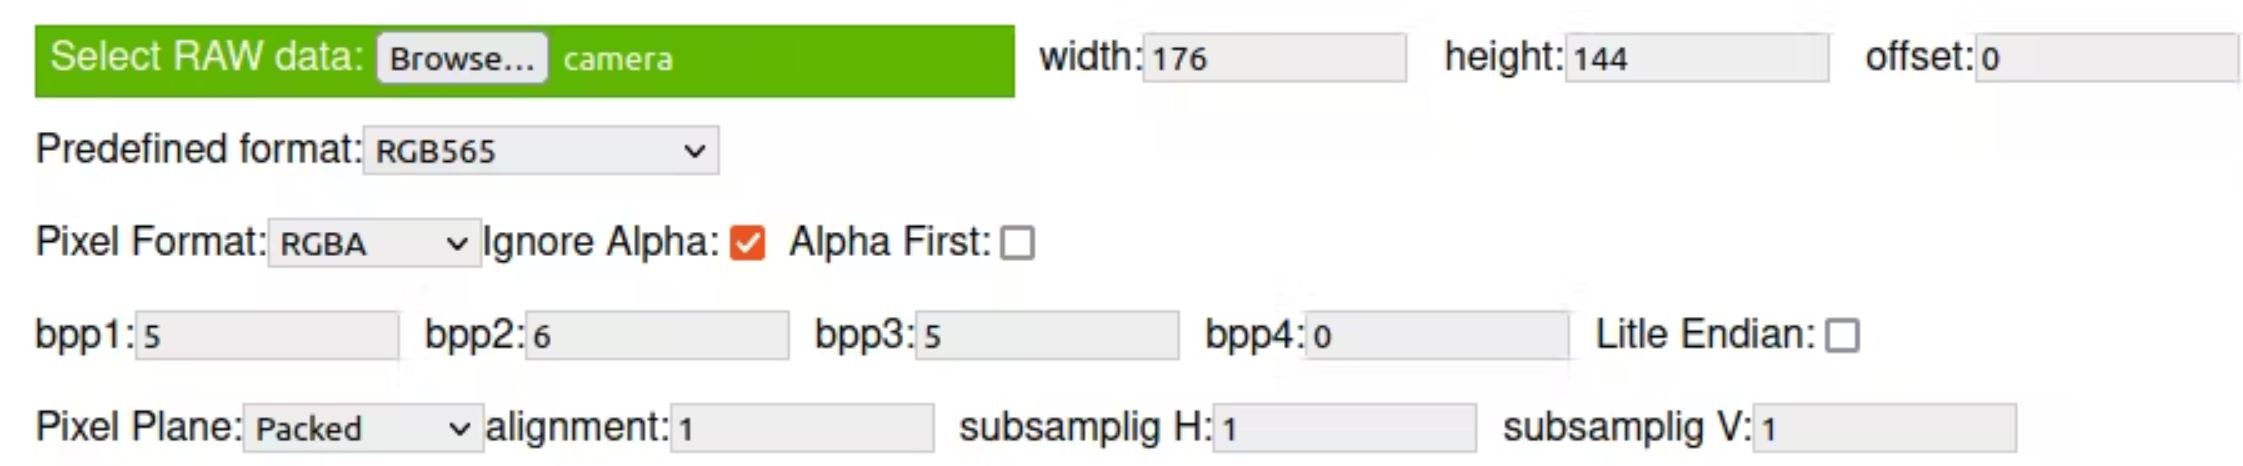 Select RAW data: Browse... camera width: 176 height: 144 offset: 0
Predefined format: RGB565
Pixel Format: RGBA Ignore Alpha: Alpha First:
bpp1: 5 bpp2: 6 bpp3: 5 bpp4: 0 Litle Endian:
Pixel Plane: Packed alignment: 1 subsamplig H: 1 subsamplig V: 1